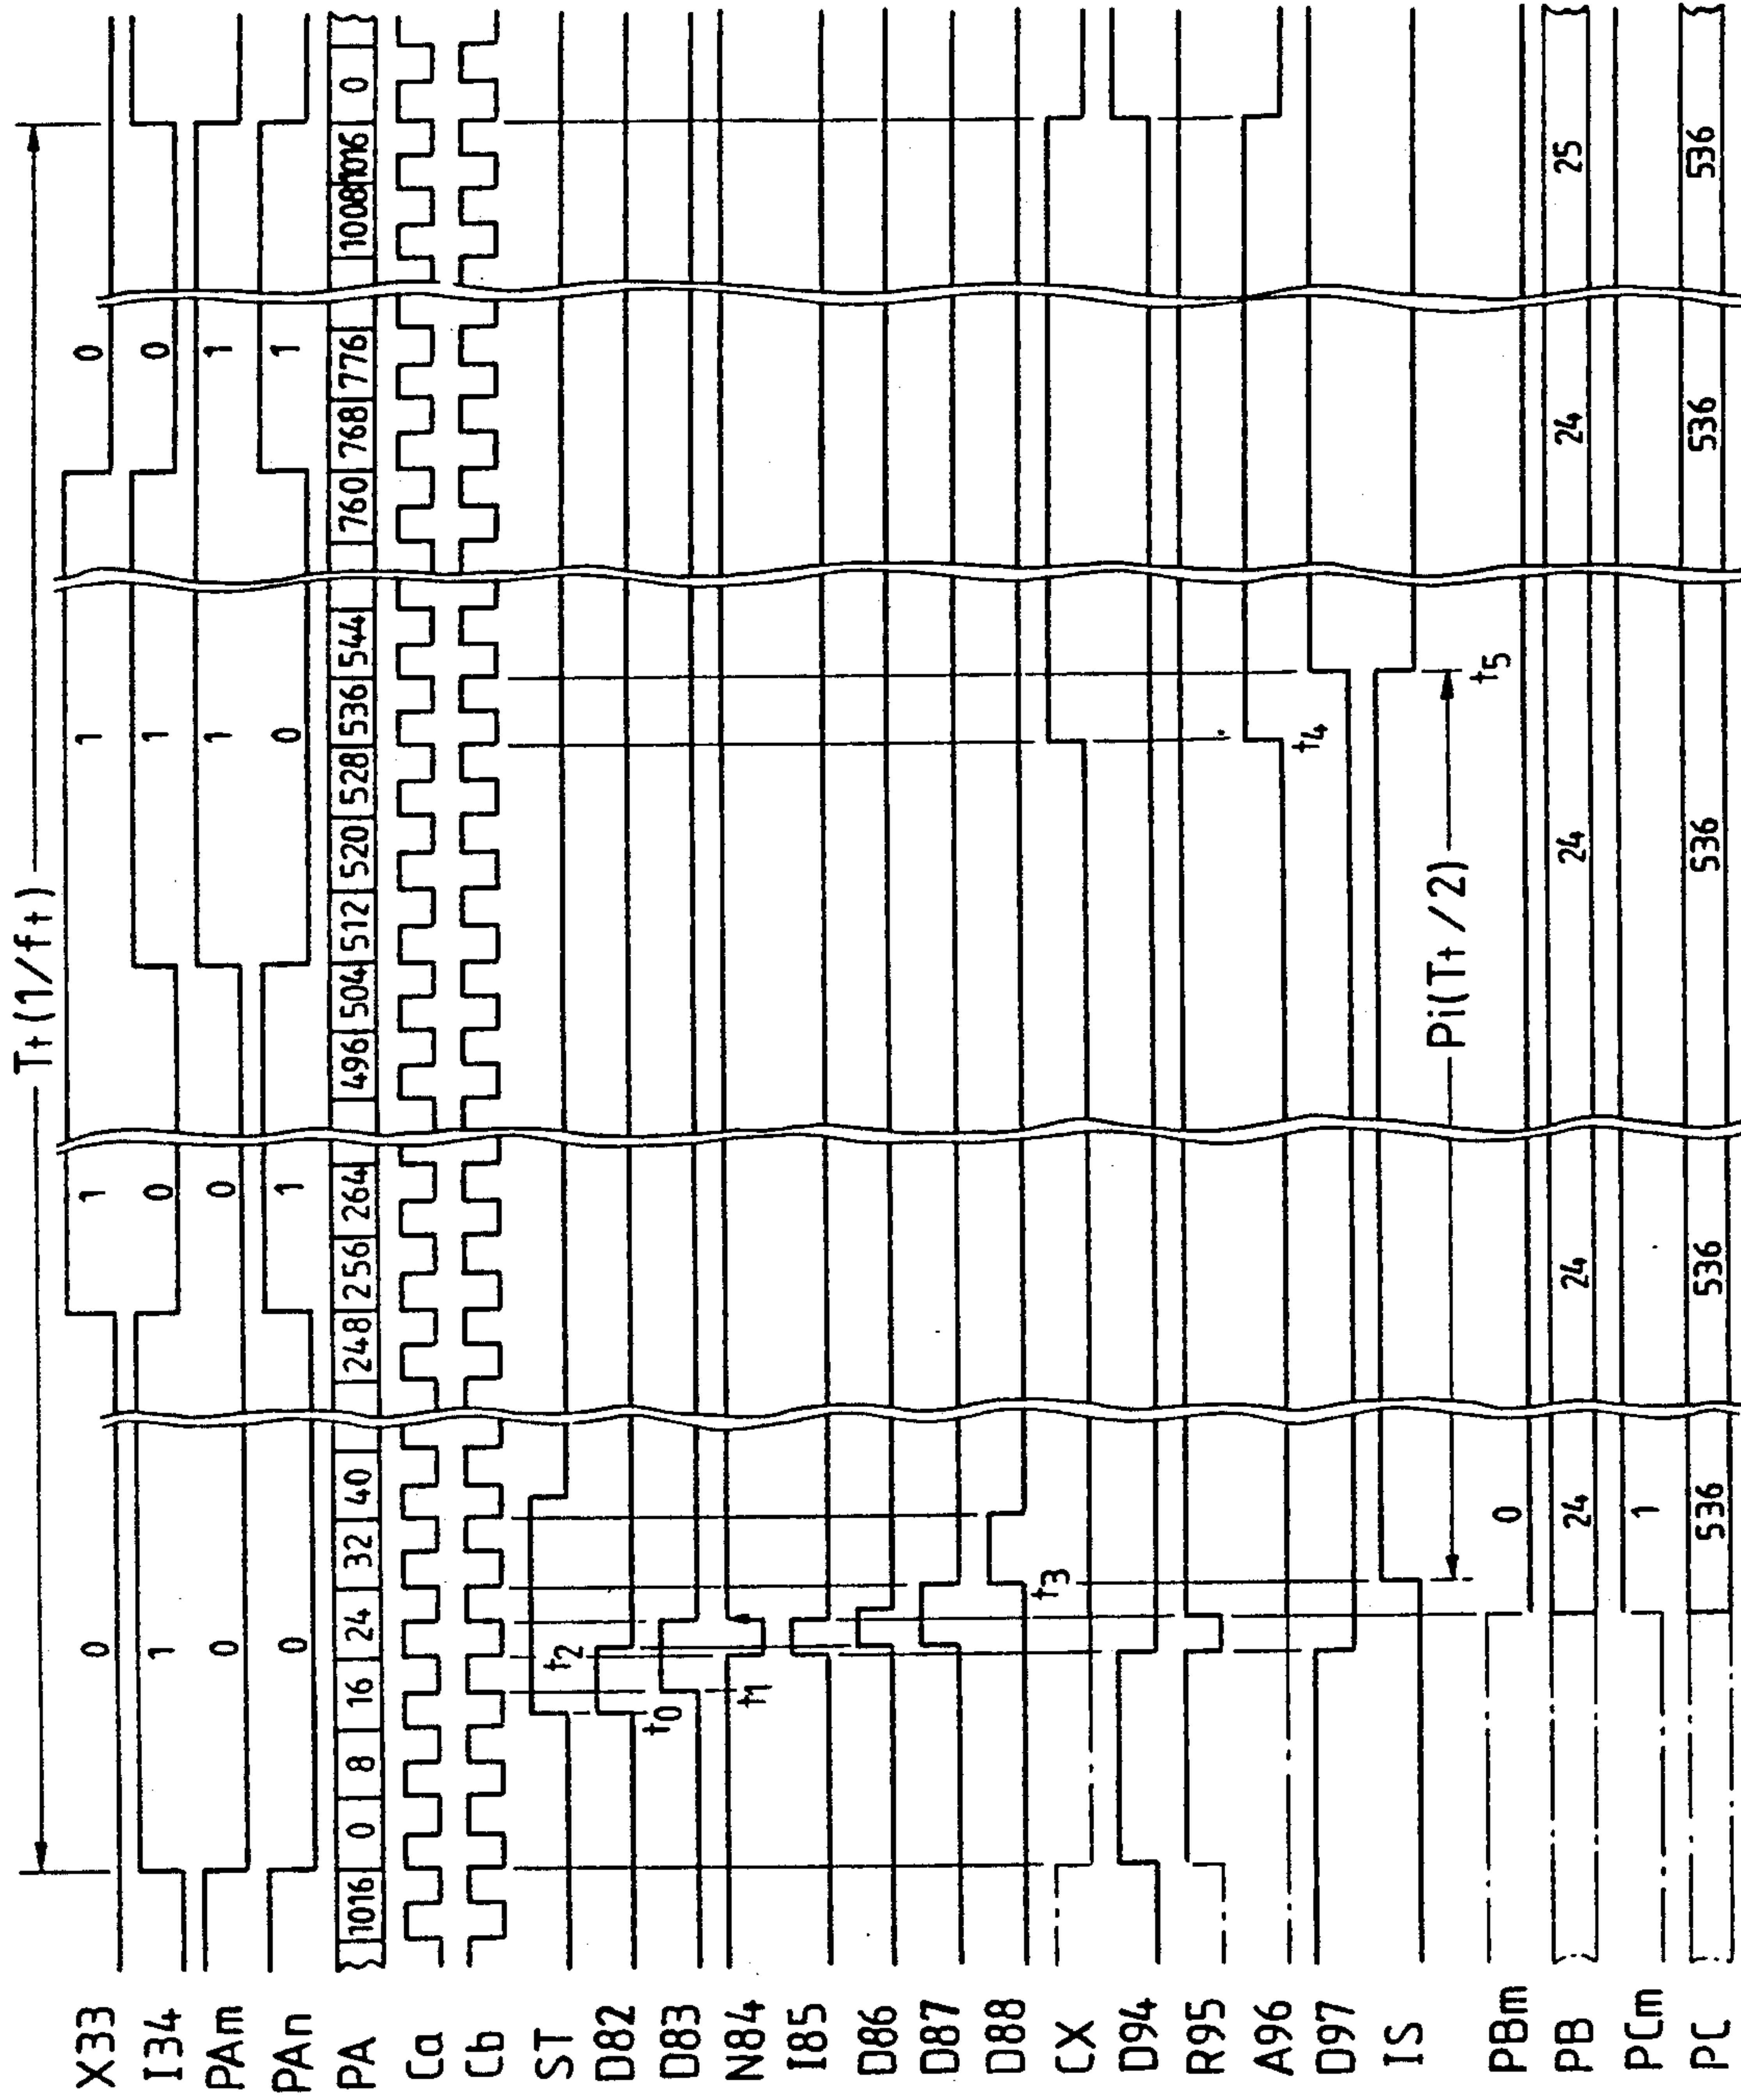 T+(1/f+)
X33 0 1 1 0
I34 1 0 1 0
PAm 0 0 1 1
PAn 0 1 0 1
PA 1016 0 8 16 24 32 40 248 256 264 496 504 512 520 528 536 544 760 768 776 1008 1016 0
Ca
Cb
ST
t2
D82
t0
D83
t1
N84
I85
D86
D87
D88
t3
CX
D94
R95
A96
t4
D97
IS
Pi(T+/2)
t5
PBm 0
PB 24 24 24 24 25
PCm 1
PC 536 536 536 536 536